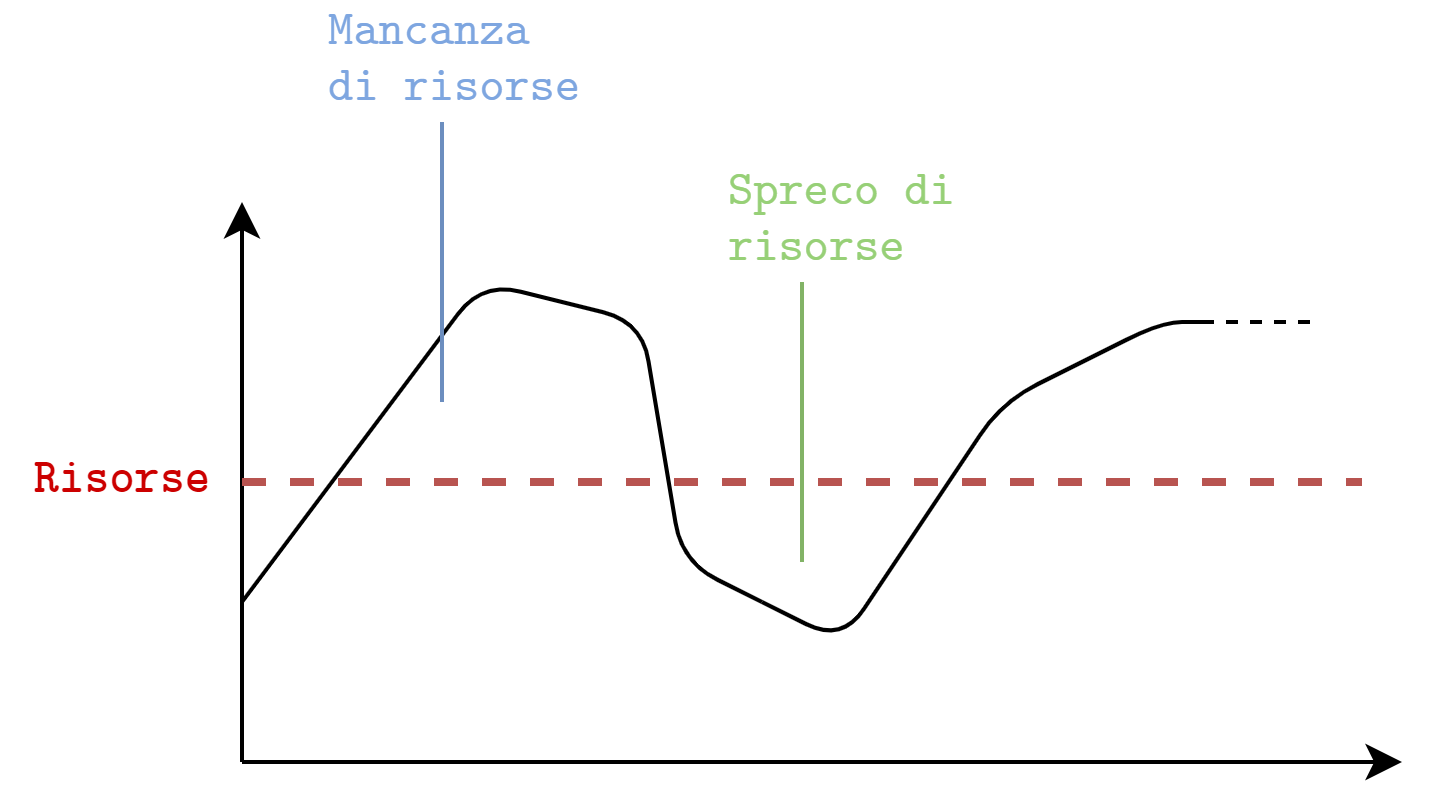 Mancanza
di risorse
Spreco di
risorse
Risorse